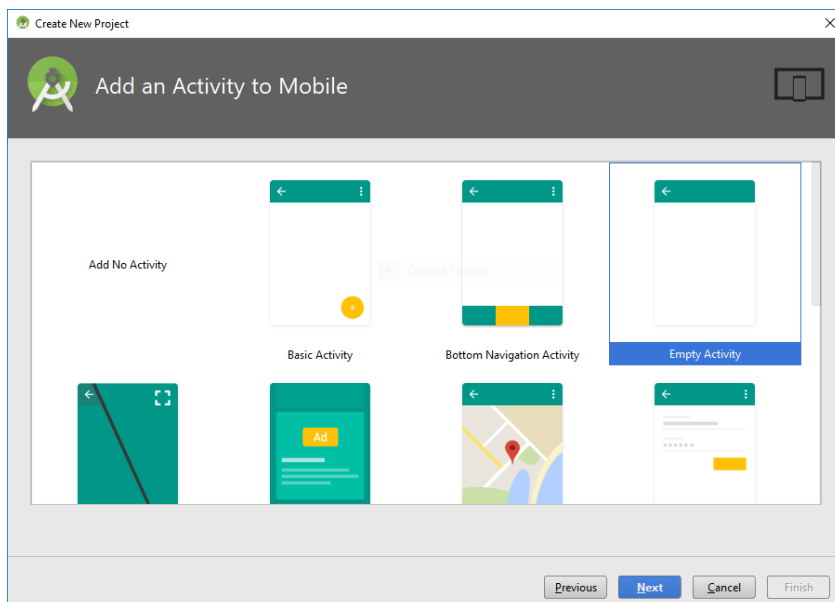 Create New Project
Add an Activity to Mobile
Add No Activity
Basic Activity
Bottom Navigation Activity
Empty Activity
Ad
Previous
Next
Cancel
Finish